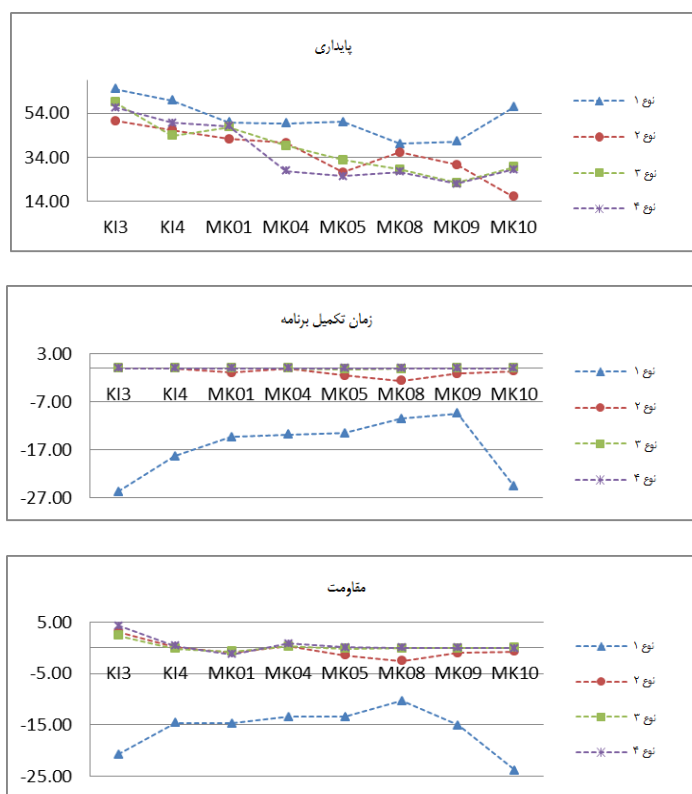 پایداری
54.00
34.00
14.00
KI3 KI4 MK01 MK04 MK05 MK08 MK09 MK10
نوع ۱
نوع ۲
نوع ۳
نوع ۴
زمان تکمیل برنامه
3.00
-7.00
-17.00
-27.00
KI3 KI4 MK01 MK04 MK05 MK08 MK09 MK10
نوع ۱
نوع ۲
نوع ۳
نوع ۴
مقاومت
5.00
-5.00
-15.00
-25.00
KI3 KI4 MK01 MK04 MK05 MK08 MK09 MK10
نوع ۱
نوع ۲
نوع ۳
نوع ۴